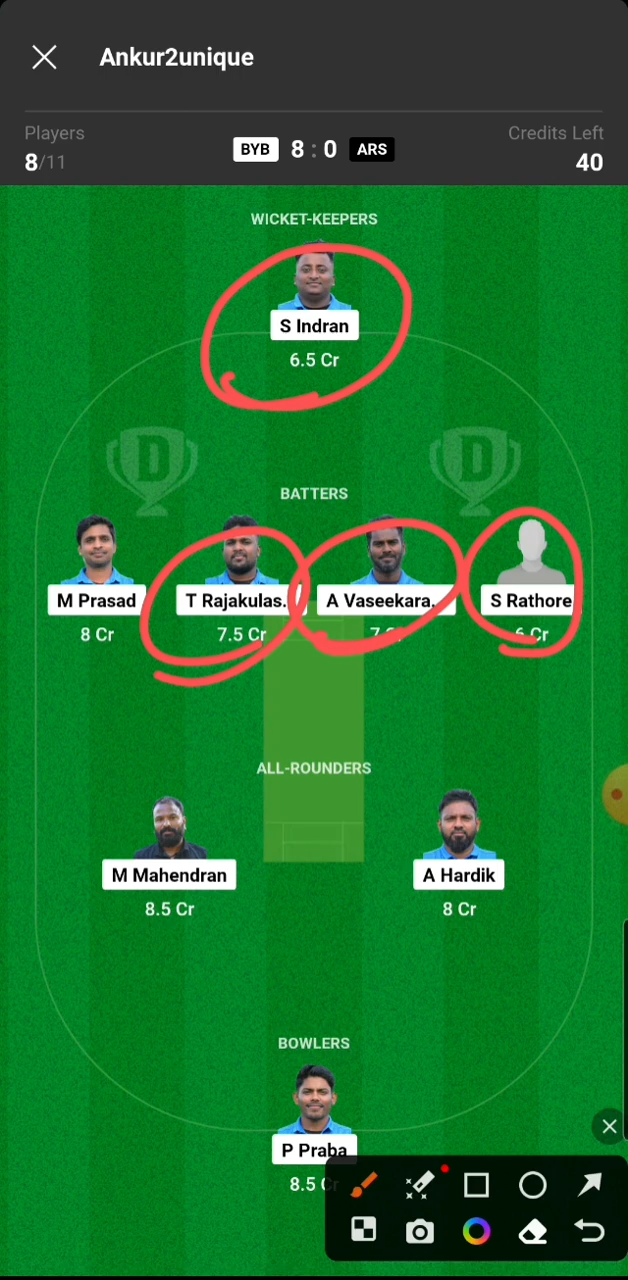 Ankur2unique
Players
Credits Left
8/11
BYB 8 : 0 ARS
40
WICKET-KEEPERS
S Indran
6.5 Cr
BATTERS
M Prasad
T Rajakulas.
A Vaseekara..
S Rathore
8 Cr
7.5 Cr
6 Cr
ALL-ROUNDERS
M Mahendran
A Hardik
8.5 Cr
8 Cr
BOWLERS
P Praba
8.5